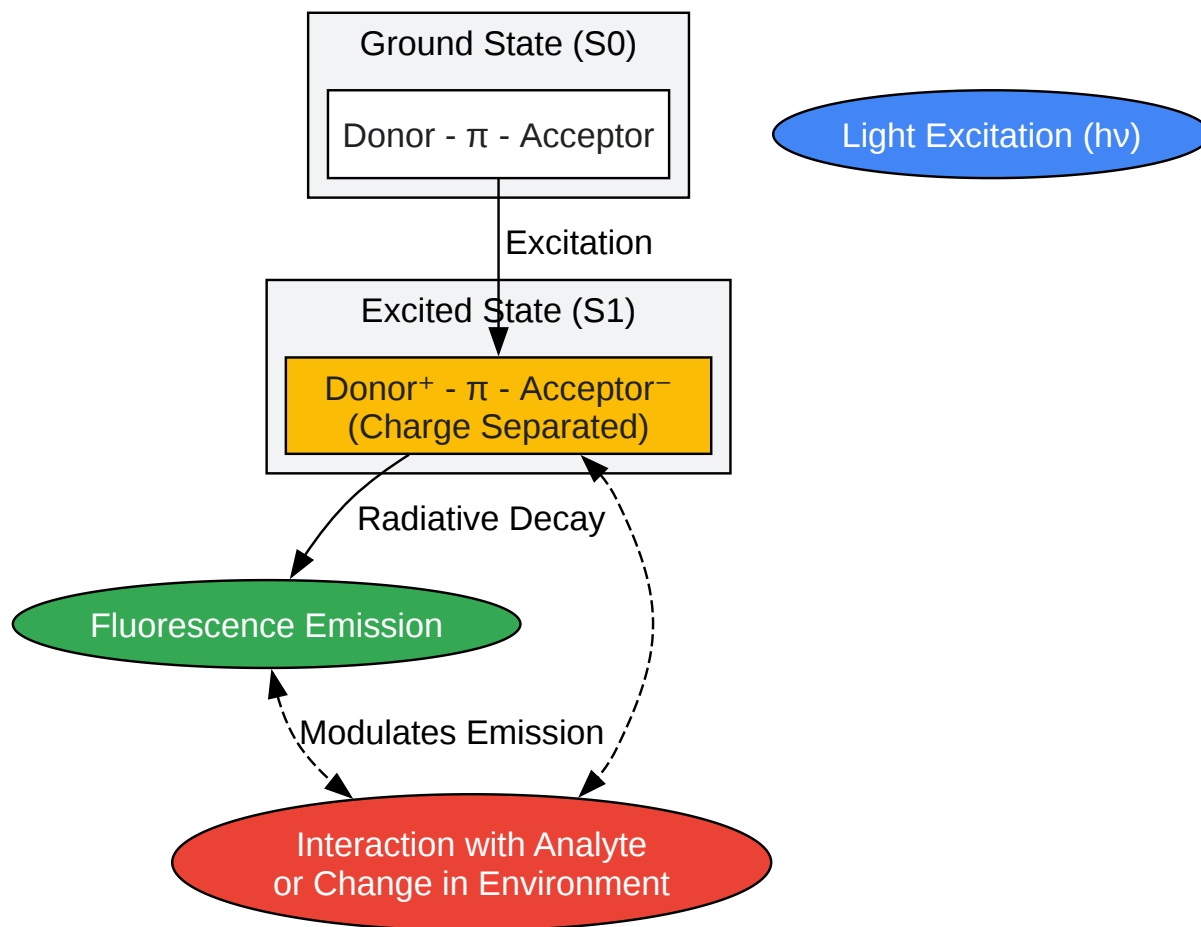 Ground State (S0)
Donor - π - Acceptor
Light Excitation (hν)
Excitation
Excited State (S1)
Donor⁺ - π - Acceptor⁻
(Charge Separated)
Radiative Decay
Fluorescence Emission
Modulates Emission
Interaction with Analyte
or Change in Environment